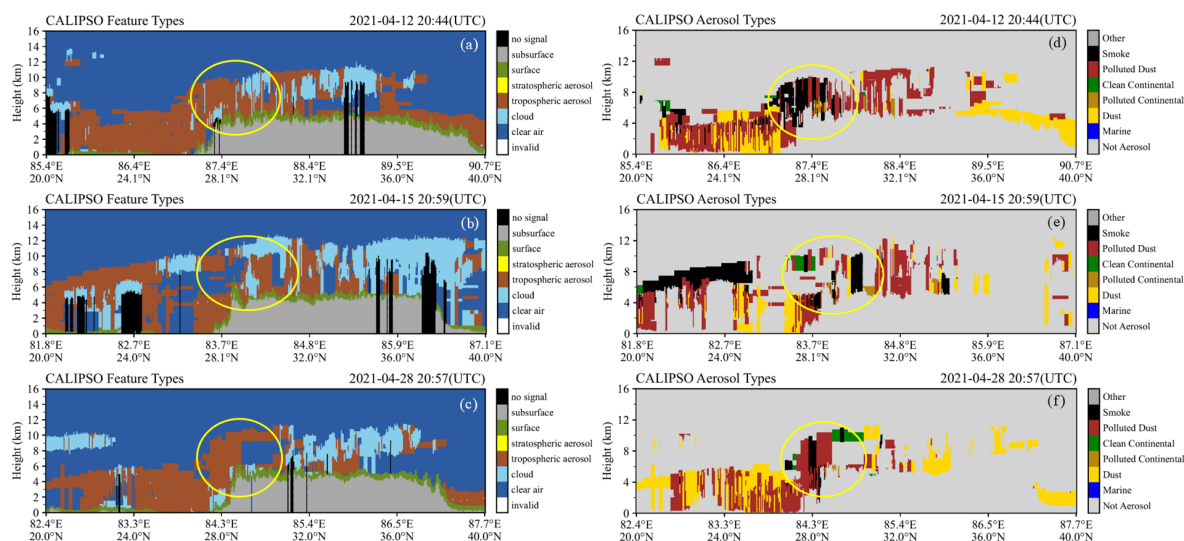 CALIPSO Feature Types 2021-04-12 20:44(UTC)
(a)
Height (km)
16
14
12
10
8
6
4
2
0
85.4°E 86.4°E 87.4°E 88.4°E 89.5°E 90.7°E
20.0°N 24.1°N 28.1°N 32.1°N 36.0°N 40.0°N
no signal
subsurface
surface
stratospheric aerosol
tropospheric aerosol
cloud
clear air
invalid
CALIPSO Aerosol Types 2021-04-12 20:44(UTC)
(d)
Height (km)
16
12
8
4
0
85.4°E 86.4°E 87.4°E 88.4°E 89.5°E 90.7°E
20.0°N 24.1°N 28.1°N 32.1°N 36.0°N 40.0°N
Other
Smoke
Polluted Dust
Clean Continental
Polluted Continental
Dust
Marine
Not Aerosol
CALIPSO Feature Types 2021-04-15 20:59(UTC)
(b)
Height (km)
16
14
12
10
8
6
4
2
0
81.8°E 82.7°E 83.7°E 84.8°E 85.9°E 87.1°E
20.0°N 24.0°N 28.1°N 32.0°N 36.0°N 40.0°N
no signal
subsurface
surface
stratospheric aerosol
tropospheric aerosol
cloud
clear air
invalid
CALIPSO Aerosol Types 2021-04-15 20:59(UTC)
(e)
Height (km)
16
12
8
4
0
81.8°E 82.7°E 83.7°E 84.8°E 85.9°E 87.1°E
20.0°N 24.0°N 28.1°N 32.0°N 36.0°N 40.0°N
Other
Smoke
Polluted Dust
Clean Continental
Polluted Continental
Dust
Marine
Not Aerosol
CALIPSO Feature Types 2021-04-28 20:57(UTC)
(c)
Height (km)
16
14
12
10
8
6
4
2
0
82.4°E 83.3°E 84.3°E 85.4°E 86.5°E 87.7°E
20.0°N 24.0°N 28.1°N 32.0°N 36.0°N 40.0°N
no signal
subsurface
surface
stratospheric aerosol
tropospheric aerosol
cloud
clear air
invalid
CALIPSO Aerosol Types 2021-04-28 20:57(UTC)
(f)
Height (km)
16
12
8
4
0
82.4°E 83.3°E 84.3°E 85.4°E 86.5°E 87.7°E
20.0°N 24.0°N 28.1°N 32.0°N 36.0°N 40.0°N
Other
Smoke
Polluted Dust
Clean Continental
Polluted Continental
Dust
Marine
Not Aerosol